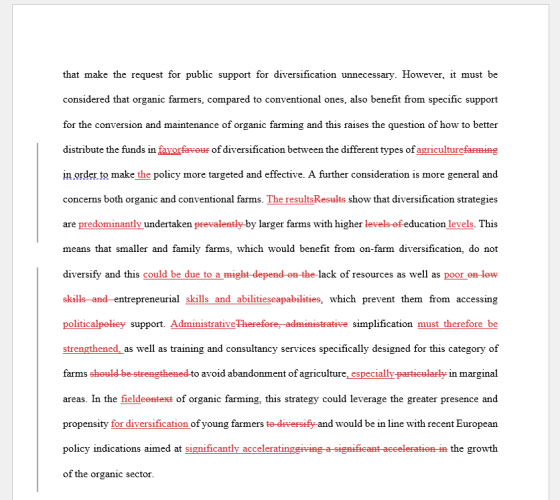 that make the request for public support for diversification unnecessary. However, it must be
considered that organic farmers, compared to conventional ones, also benefit from specific support
for the conversion and maintenance of organic farming and this raises the question of how to better
distribute the funds in favorfavour of diversification between the different types of agriculturefarming
in order to make the policy more targeted and effective. A further consideration is more general and
concerns both organic and conventional farms. The resultsResults show that diversification strategies
are predominantly undertaken prevalently by larger farms with higher levels of education levels. This
means that smaller and family farms, which would benefit from on-farm diversification, do not
diversify and this could be due to a might depend on the lack of resources as well as poor on low
skills and entrepreneurial skills and abilitiescapabilities, which prevent them from accessing
politicalpolicy support. AdministrativeTherefore, administrative simplification must therefore be
strengthened, as well as training and consultancy services specifically designed for this category of
farms should be strengthened to avoid abandonment of agriculture, especially particularly in marginal
areas. In the fieldcontext of organic farming, this strategy could leverage the greater presence and
propensity for diversification of young farmers to diversify and would be in line with recent European
policy indications aimed at significantly acceleratinggiving a significant acceleration in the growth
of the organic sector.